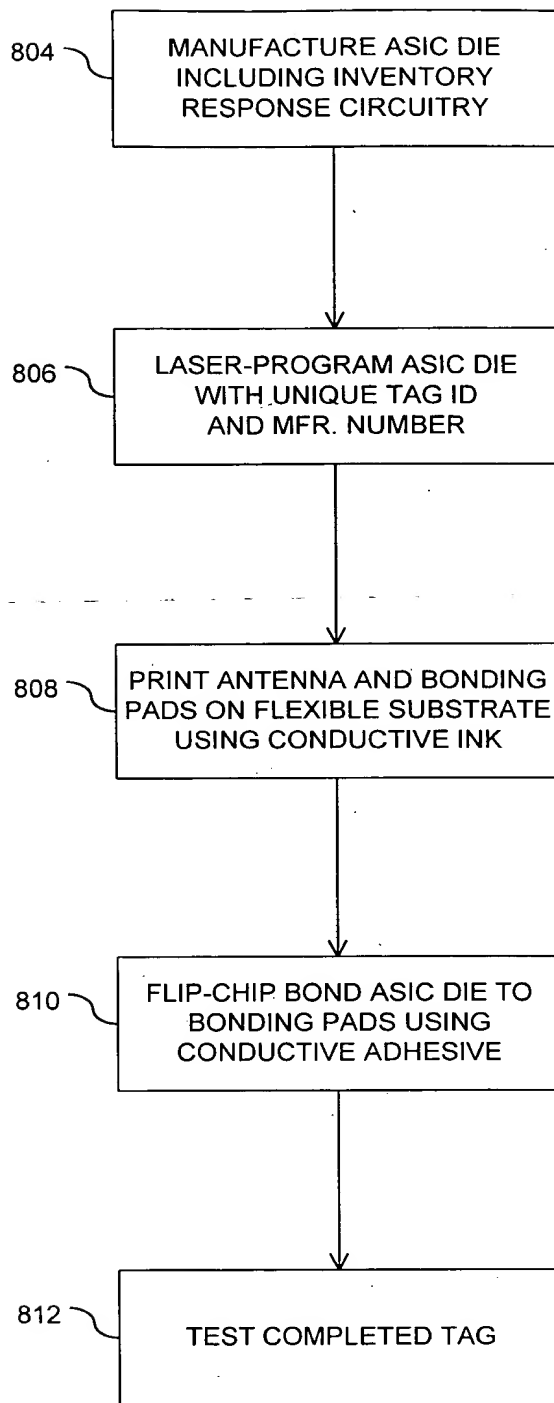 804
MANUFACTURE ASIC DIE
INCLUDING INVENTORY
RESPONSE CIRCUITRY
806
LASER-PROGRAM ASIC DIE
WITH UNIQUE TAG ID
AND MFR. NUMBER
808
PRINT ANTENNA AND BONDING
PADS ON FLEXIBLE SUBSTRATE
USING CONDUCTIVE INK
810
FLIP-CHIP BOND ASIC DIE TO
BONDING PADS USING
CONDUCTIVE ADHESIVE
812
TEST COMPLETED TAG